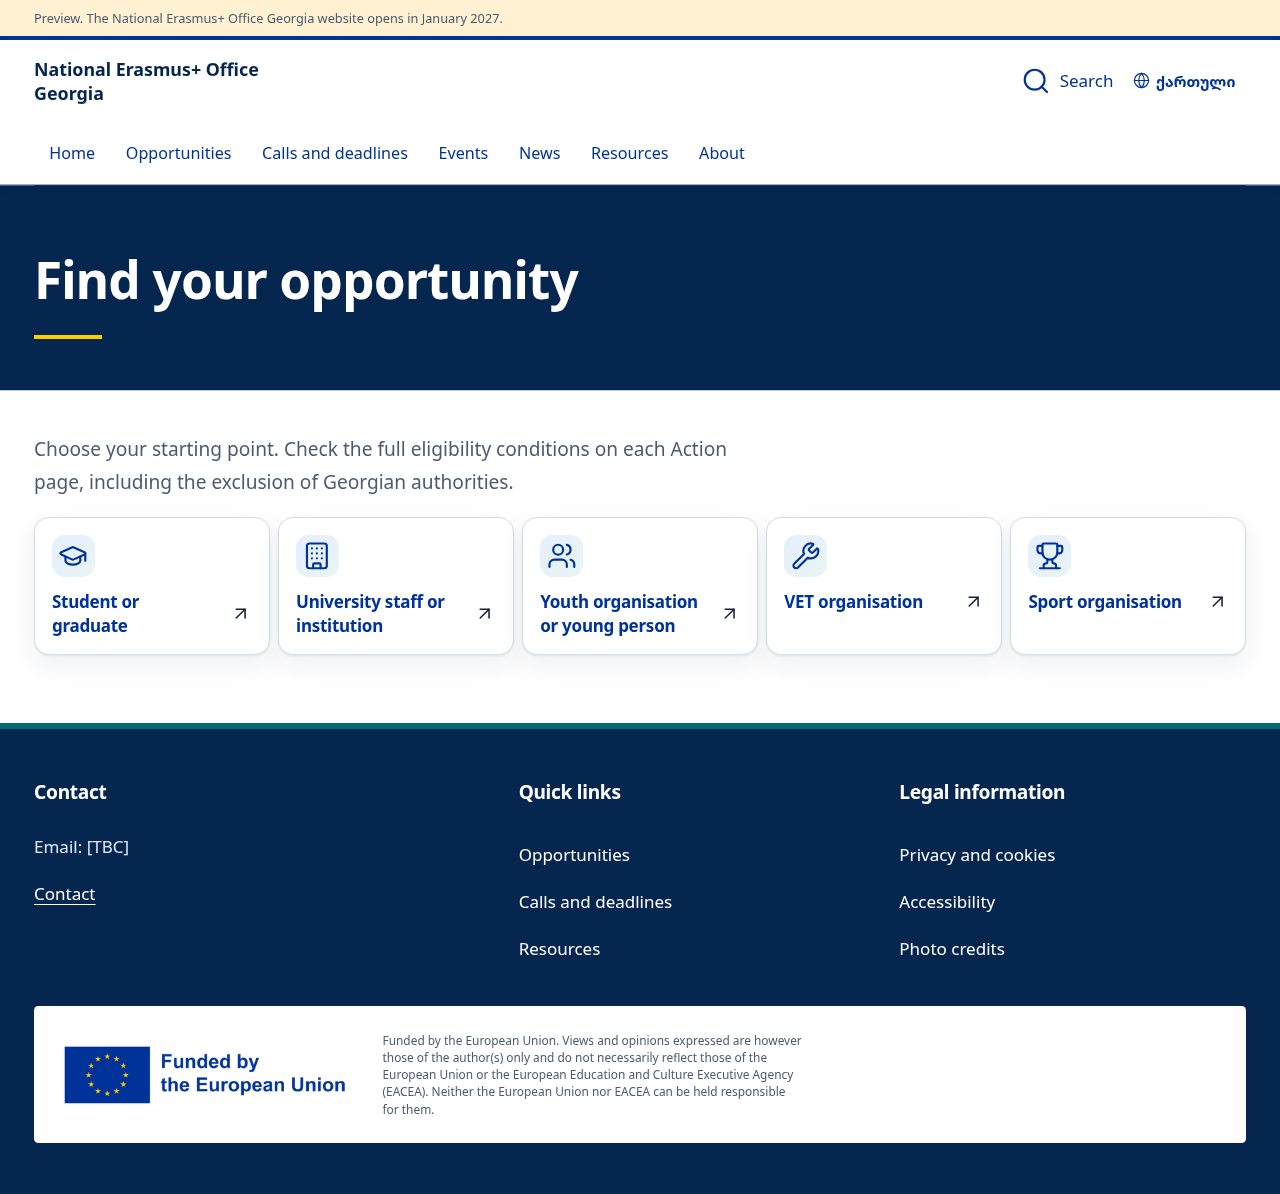 Preview. The National Erasmus+ Office Georgia website opens in January 2027.
National Erasmus+ Office
Georgia
Search
ქართული
Home
Opportunities
Calls and deadlines
Events
News
Resources
About
Find your opportunity
Choose your starting point. Check the full eligibility conditions on each Action
page, including the exclusion of Georgian authorities.
Student or
graduate
University staff or
institution
Youth organisation
or young person
VET organisation
Sport organisation
Contact
Email: [TBC]
Contact
Quick links
Opportunities
Calls and deadlines
Resources
Legal information
Privacy and cookies
Accessibility
Photo credits
Funded by
the European Union
Funded by the European Union. Views and opinions expressed are however
those of the author(s) only and do not necessarily reflect those of the
European Union or the European Education and Culture Executive Agency
(EACEA). Neither the European Union nor EACEA can be held responsible
for them.